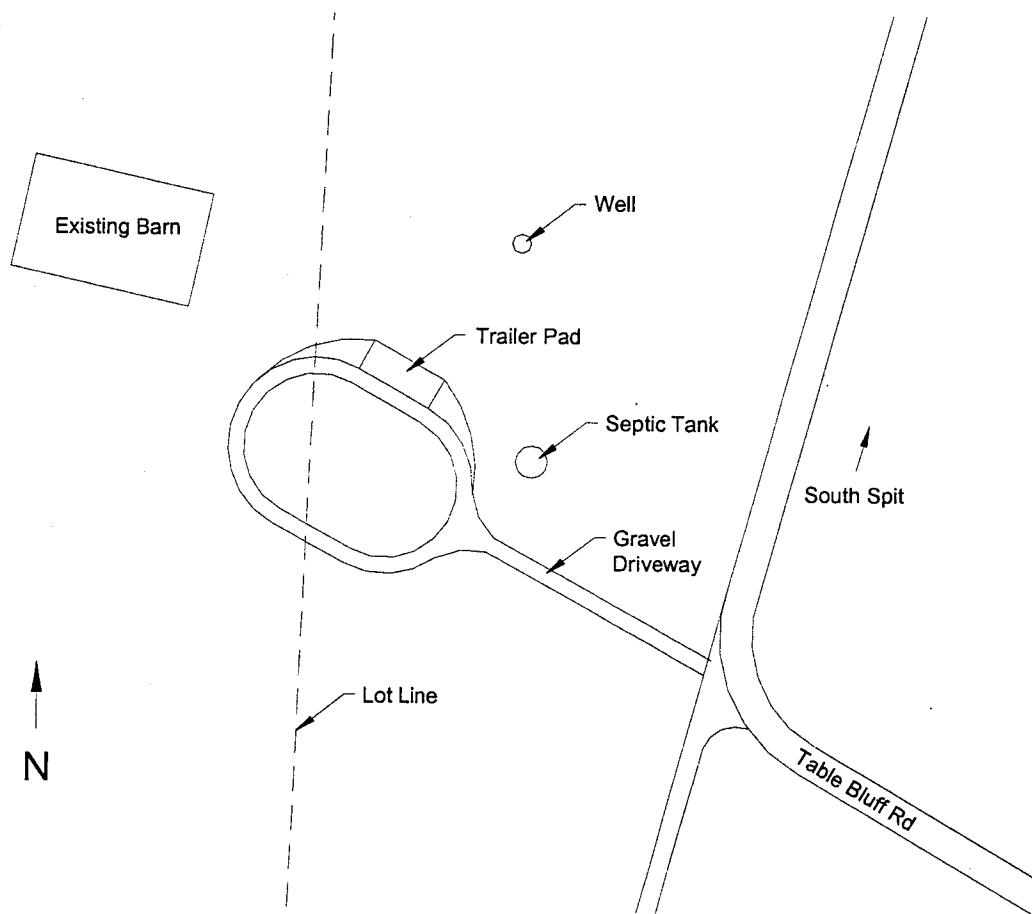 Well
Existing Barn
Trailer Pad
Septic Tank
South Spit
Gravel
Driveway
Lot Line
N
Table Bluff Rd